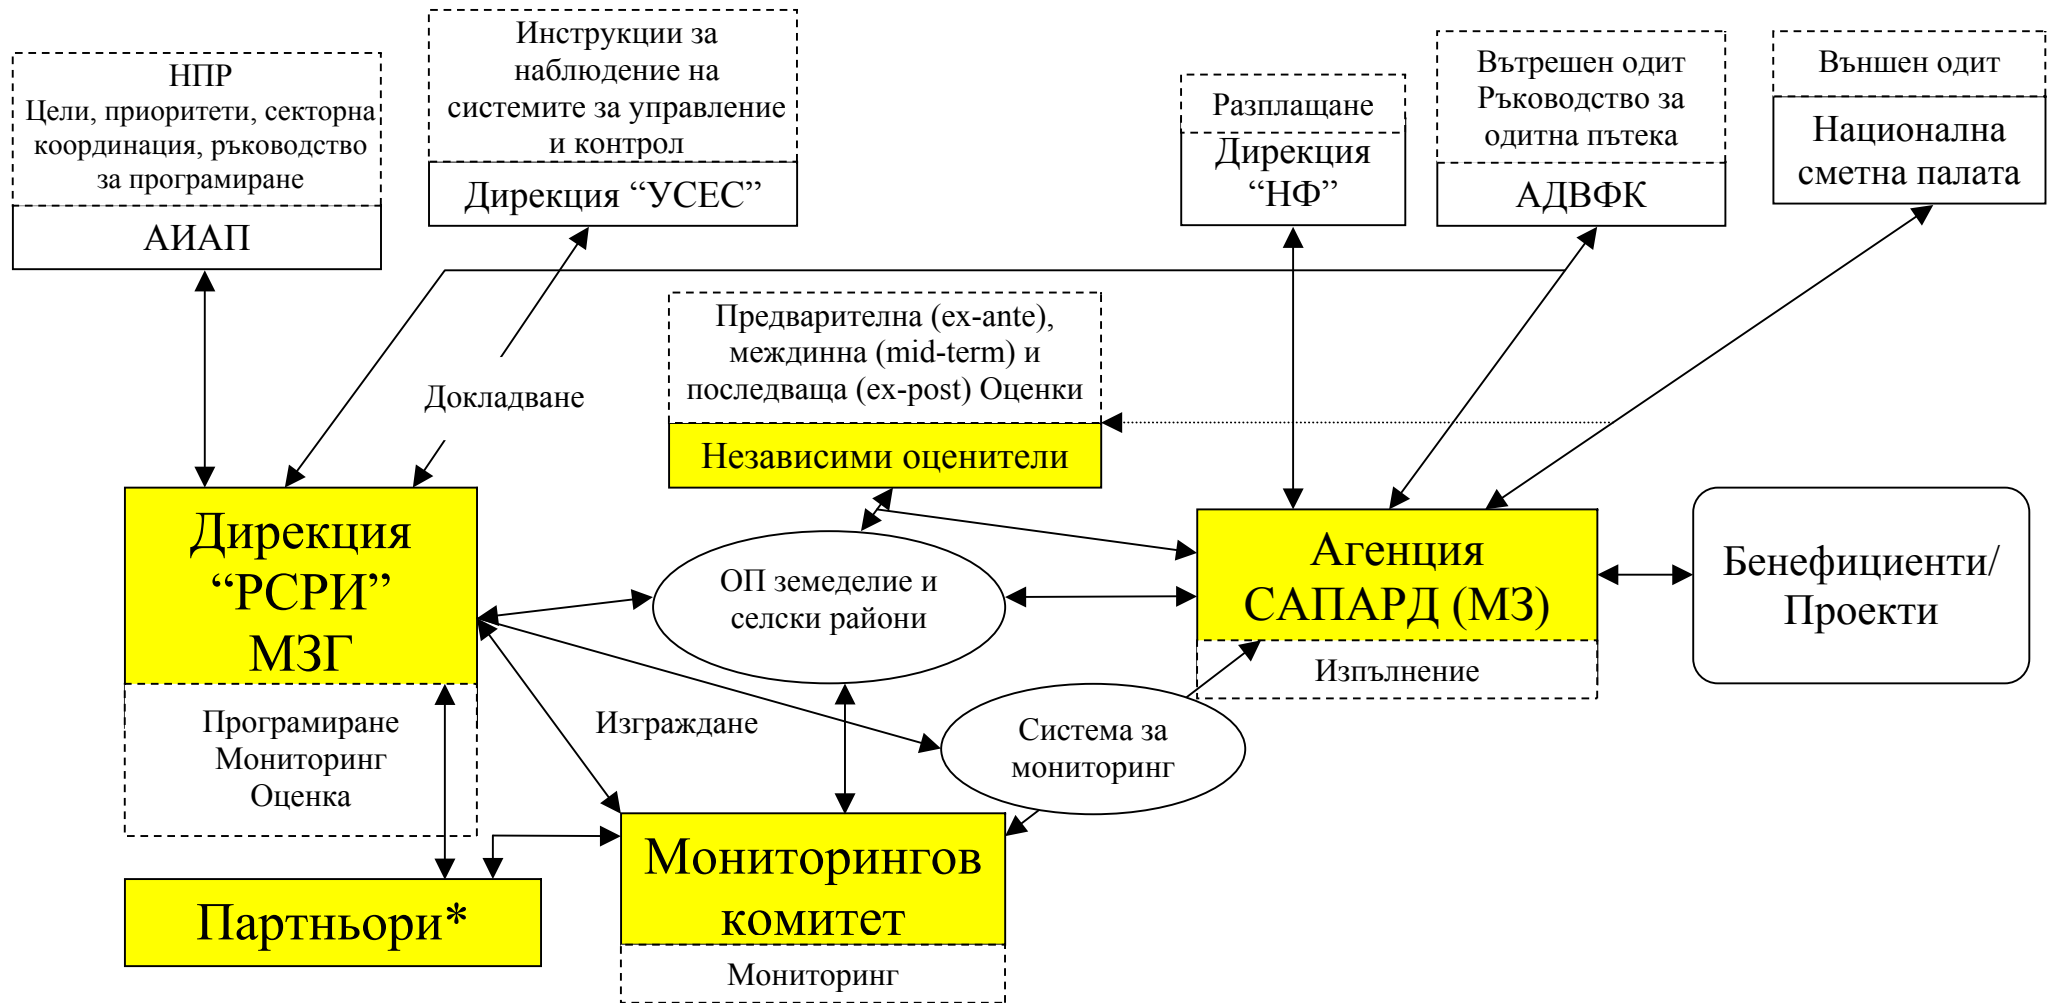 НПР
Цели, приоритети, секторна
координация, ръководство
за програмиране
АИАП
Инструкции за
наблюдение на
системите за управление
и контрол
Дирекция “УСЕС”
Разплащане
Дирекция
“НФ”
Вътрешен одит
Ръководство за
одитна пътека
АДВФК
Външен одит
Национална
сметна палата
Докладване
Предварителна (ex-ante),
междинна (mid-term) и
последваща (ex-post) Оценки
Независими оценители
Дирекция
“РСРИ”
МЗГ
Програмиране
Мониторинг
Оценка
ОП земеделие и
селски райони
Агенция
САПАРД (МЗ)
Изпълнение
Бенефициенти/
Проекти
Изграждане
Система за
мониторинг
Партньори*
Мониторингов
комитет
Мониторинг